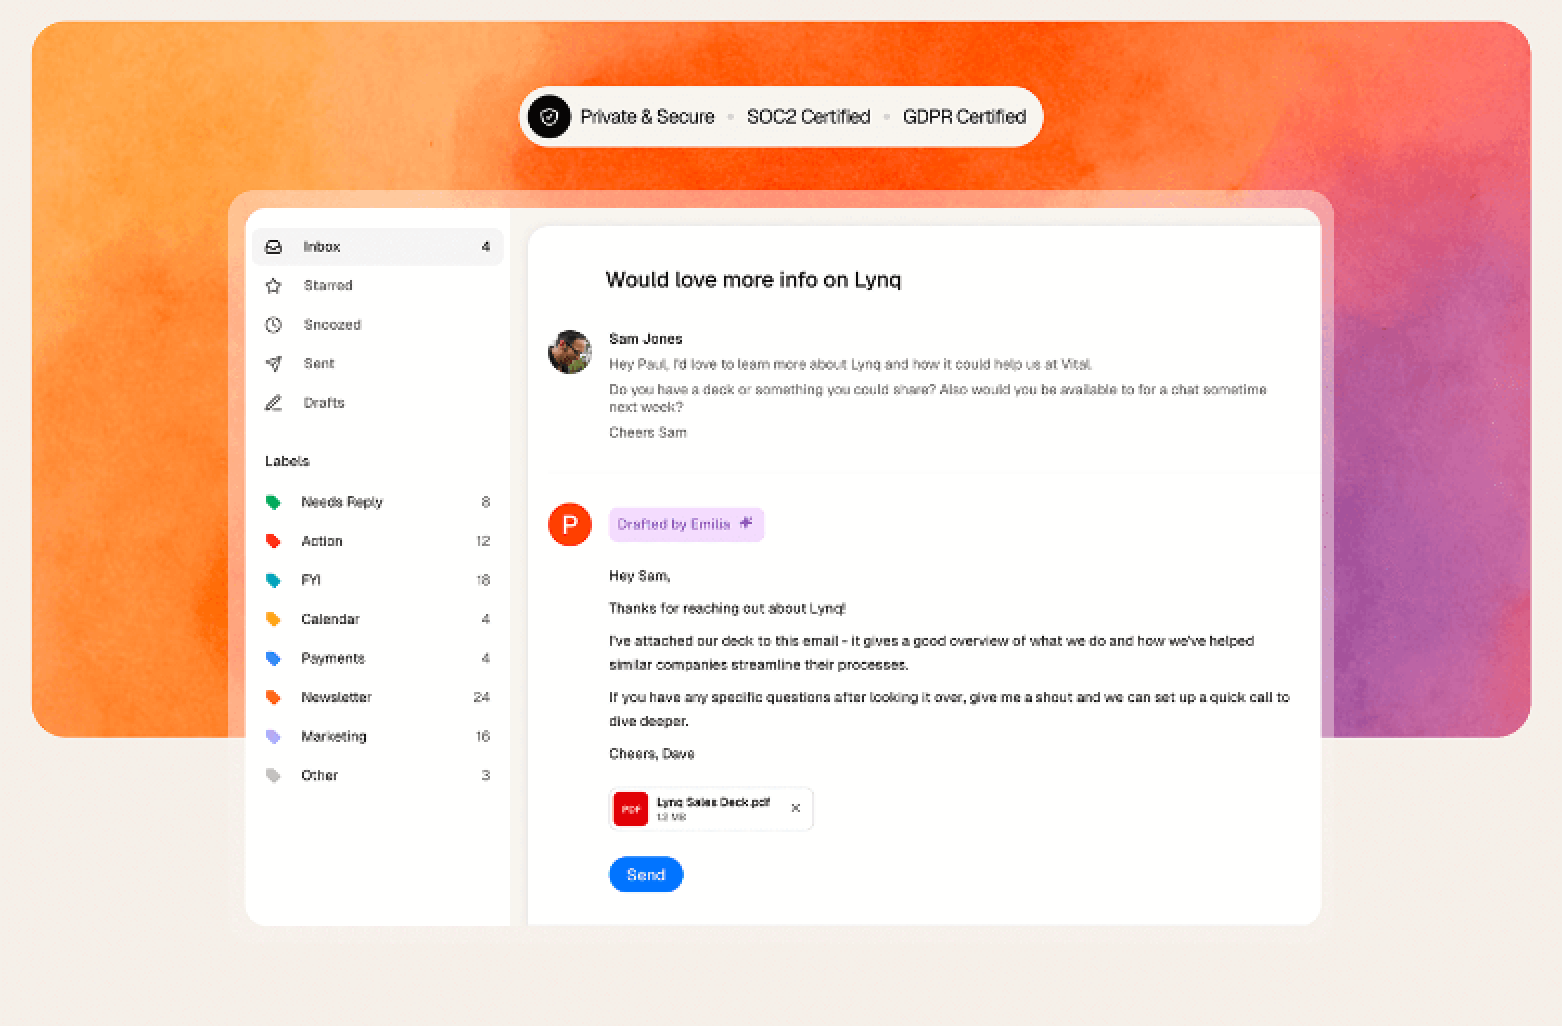 Private & Secure • SOC2 Certified • GDPR Certified
Inbox 4
Starred
Snoozed
Sent
Drafts
Labels
Needs Reply 8
Action 12
FYI 18
Calendar 4
Payments 4
Newsletter 24
Marketing 16
Other 3
Would love more info on Lynq
Sam Jones
Hey Paul, I'd love to learn more about Lynq and how it could help us at Vital.
Do you have a deck or something you could share? Also would you be available to for a chat sometime
next week?
Cheers Sam
P
Drafted by Emilia
Hey Sam,
Thanks for reaching out about Lynq!
I've attached our deck to this email - it gives a good overview of what we do and how we've helped
similar companies streamline their processes.
If you have any specific questions after looking it over, give me a shout and we can set up a quick call to
dive deeper.
Cheers, Dave
PDF
Lynq Sales Deck.pdf
1.2 MB
Send